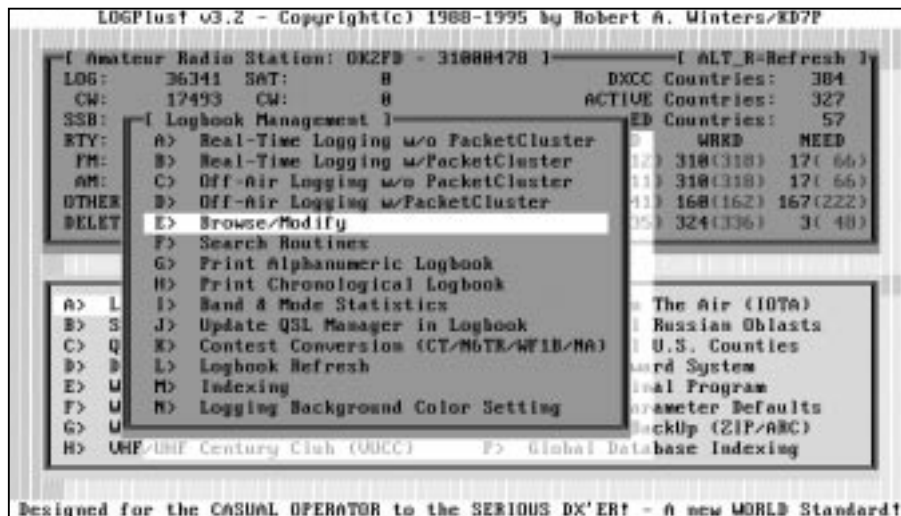 LOGPlus! v3.2 - Copyright(c) 1988-1995 by Robert A. Winters/KD7P
[ Amateur Radio Station: OK2FD - 31080478 ] [ ALT_R-Refresh ]
LOG: 36341 SAT: 0 DXCC Countries: 384
CW: 17493 CW: 0 ACTIVE Countries: 327
SSB: ED Countries: 57
RTY: WRKD NEED
FM: 310(318) 17( 66)
AM: 310(318) 17( 66)
OTHER 160(162) 167(222)
DELET 324(336) 3( 48)
[ Logbook Management ]
A> Real-Time Logging w/o PacketCluster
B> Real-Time Logging w/PacketCluster
C> Off-Air Logging w/o PacketCluster
D> Off-Air Logging w/PacketCluster
E> Browse/Modify
F> Search Routines
G> Print Alphanumeric Logbook
H> Print Chronological Logbook
I> Band & Mode Statistics
J> Update QSL Manager in Logbook
K> Contest Conversion (CT/N6TR/WF1B/NA)
L> Logbook Refresh
M> Indexing
N> Logging Background Color Setting
A> L The Air (IOTA)
B> S Russian Oblasts
C> Q U.S. Counties
D> D ard System
E> W nal Program
F> W rameter Defaults
G> W ckUp (ZIP/ARC)
H> VHF/UHF Century Club (VUCC) P> Global Database Indexing
Designed for the CASUAL OPERATOR to the SERIOUS DX'ER! - A new WORLD Standard!